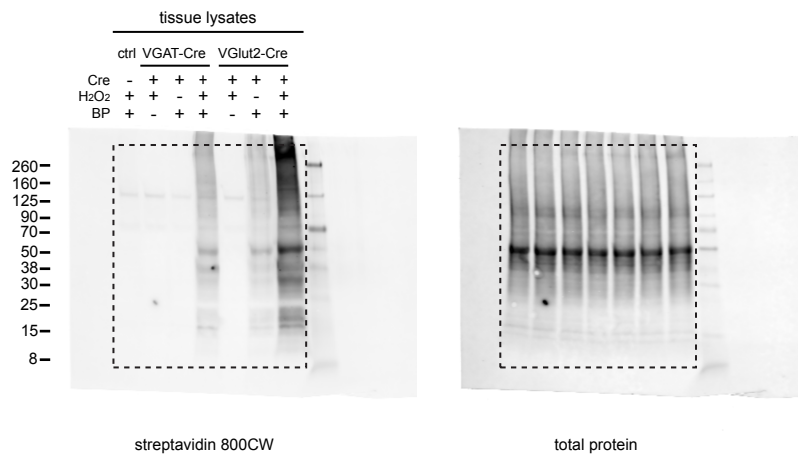 tissue lysates
ctrl VGAT-Cre VGlut2-Cre
Cre - + + + + + +
H2O2 + + - + + - +
BP + - + + - + +
260
160
125
90
70
50
38
30
25
15
8
streptavidin 800CW
total protein